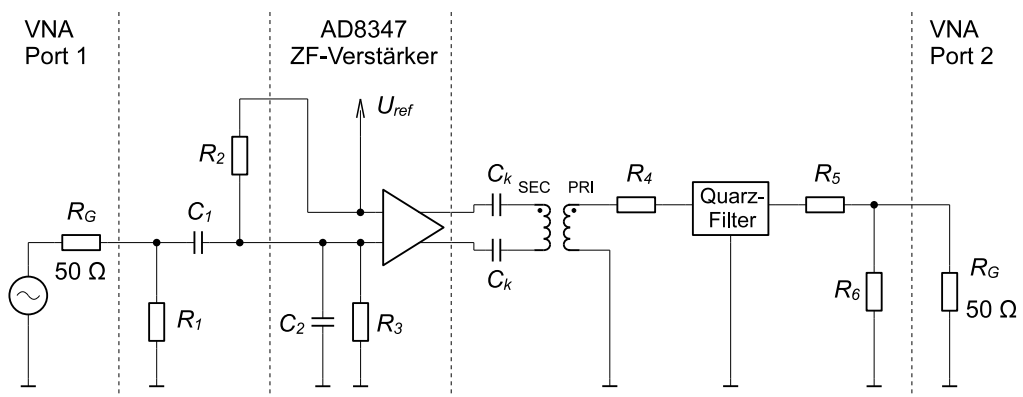 VNA
Port 1
AD8347
ZF-Verstärker
VNA
Port 2
U_ref
R_2
R_G
50 Ω
C_1
R_1
C_2
R_3
C_k
C_k
SEC PRI
R_4
Quarz-
Filter
R_5
R_6
R_G
50 Ω